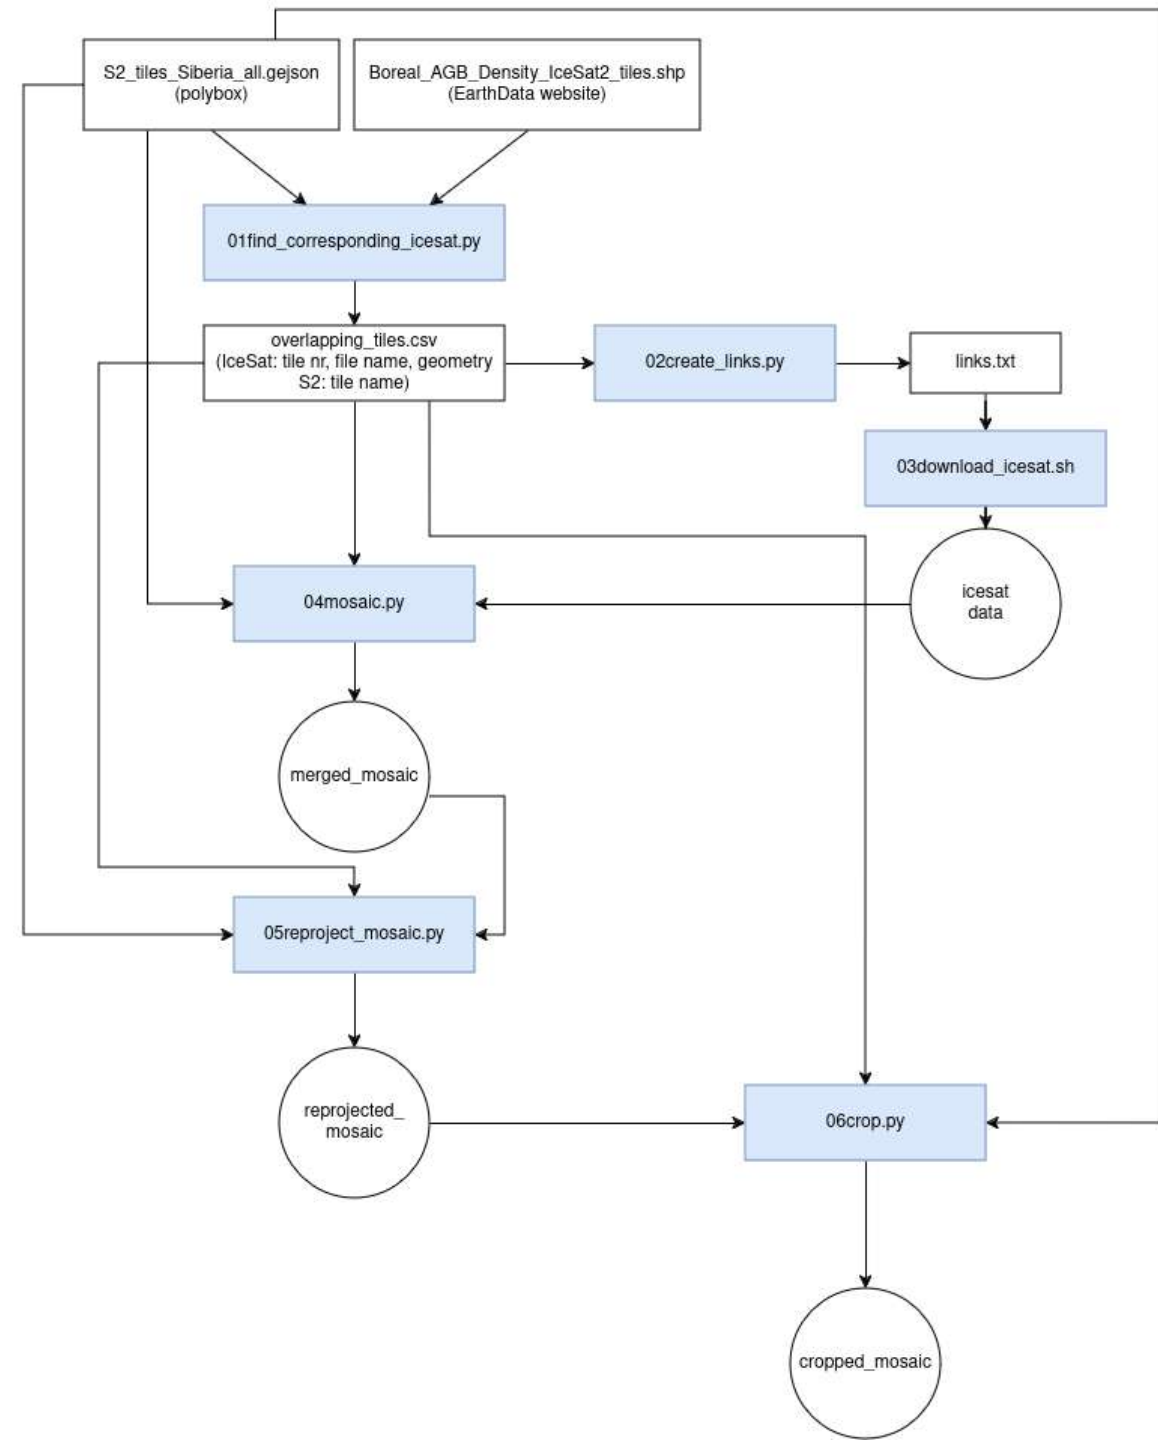 S2_tiles_Siberia_all.gejson
(polybox)
Boreal_AGB_Density_IceSat2_tiles.shp
(EarthData website)
01find_corresponding_icesat.py
overlapping_tiles.csv
(IceSat: tile nr, file name, geometry
S2: tile name)
02create_links.py
links.txt
03download_icesat.sh
icesat
data
04mosaic.py
merged_mosaic
05reproject_mosaic.py
reprojected_
mosaic
06crop.py
cropped_mosaic